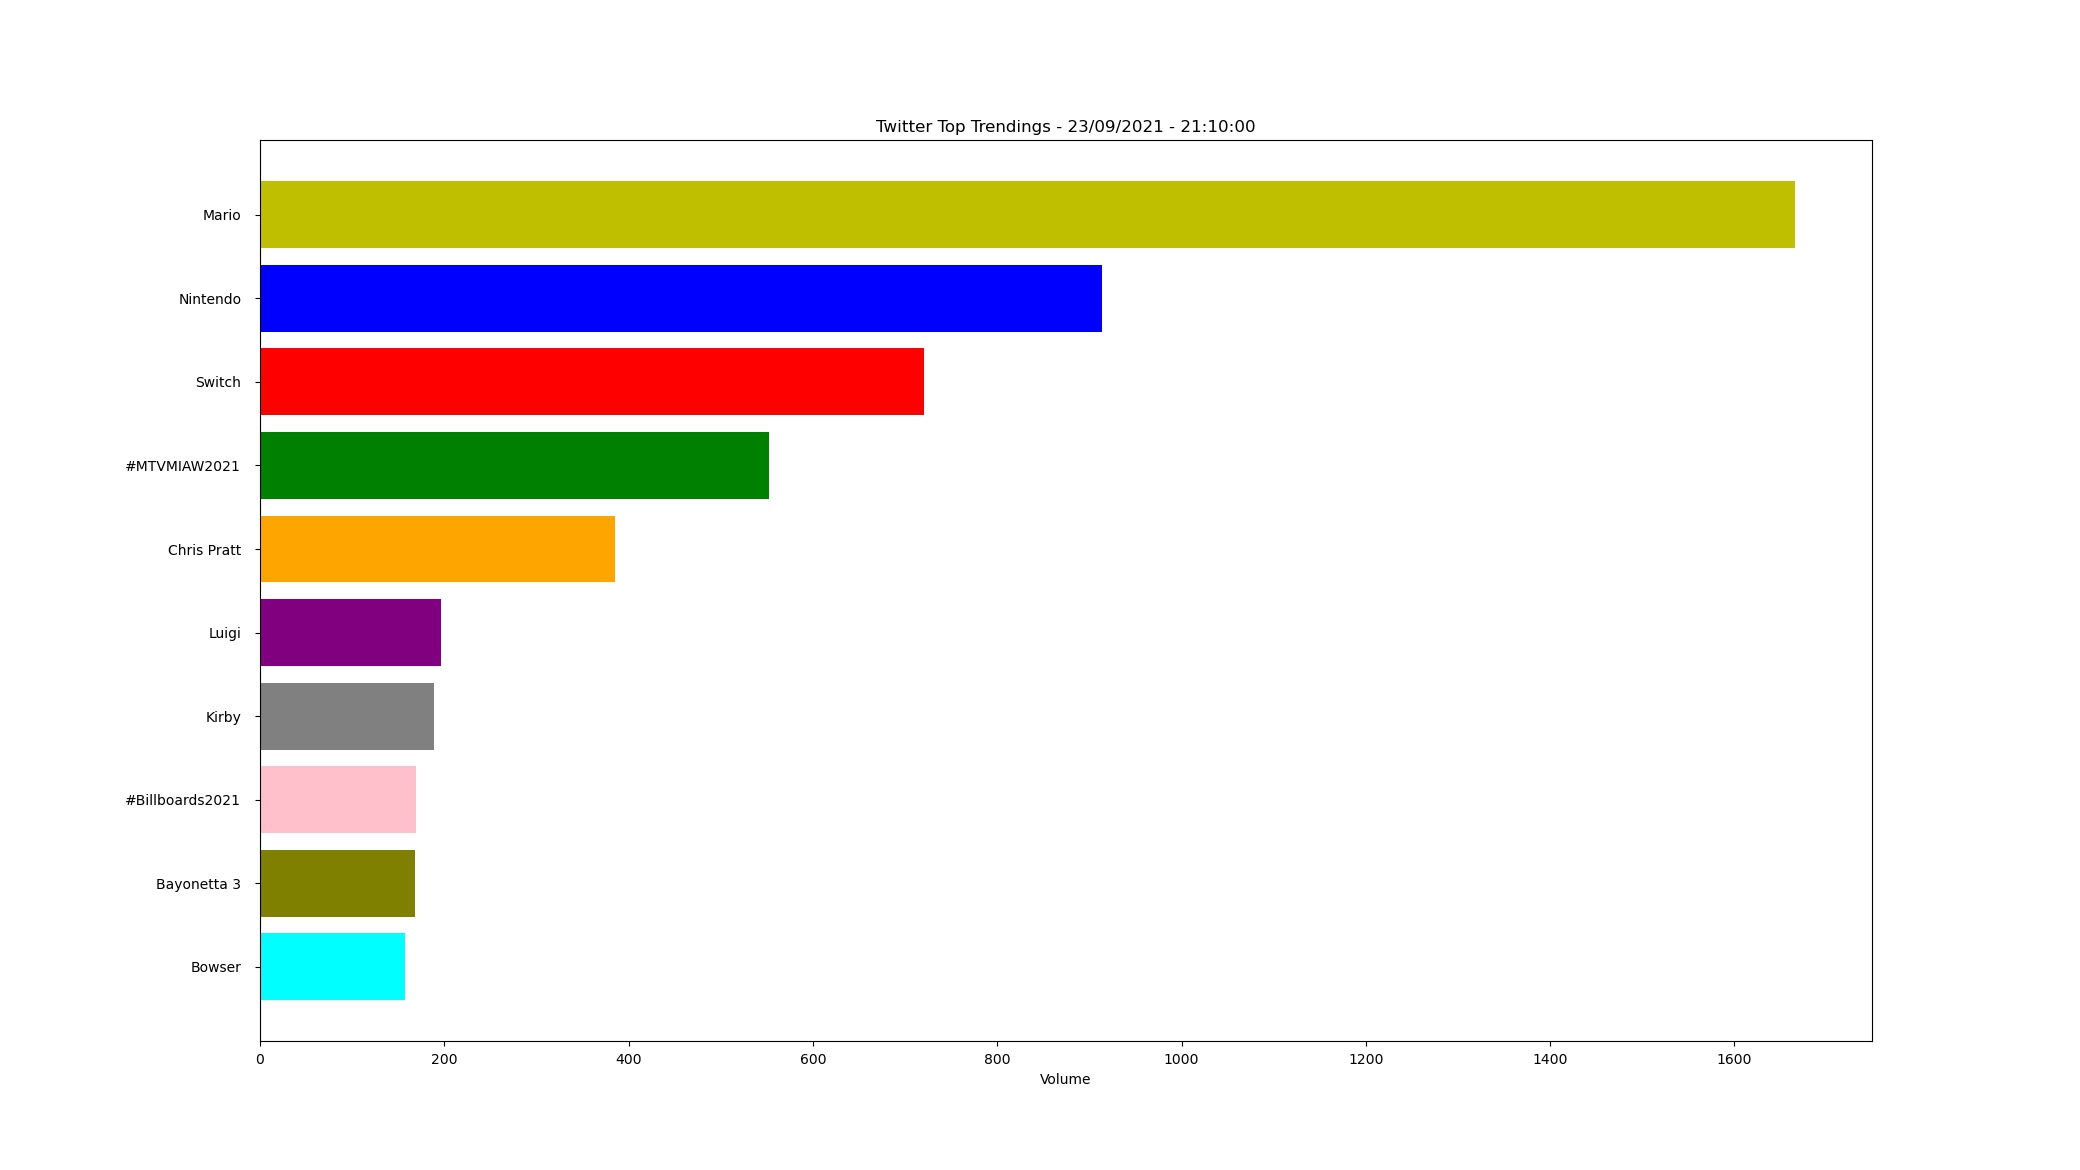 Twitter Top Trendings - 23/09/2021 - 21:10:00
Mario
Nintendo
Switch
#MTVMIAW2021
Chris Pratt
Luigi
Kirby
#Billboards2021
Bayonetta 3
Bowser
0 200 400 600 800 1000 1200 1400 1600
Volume